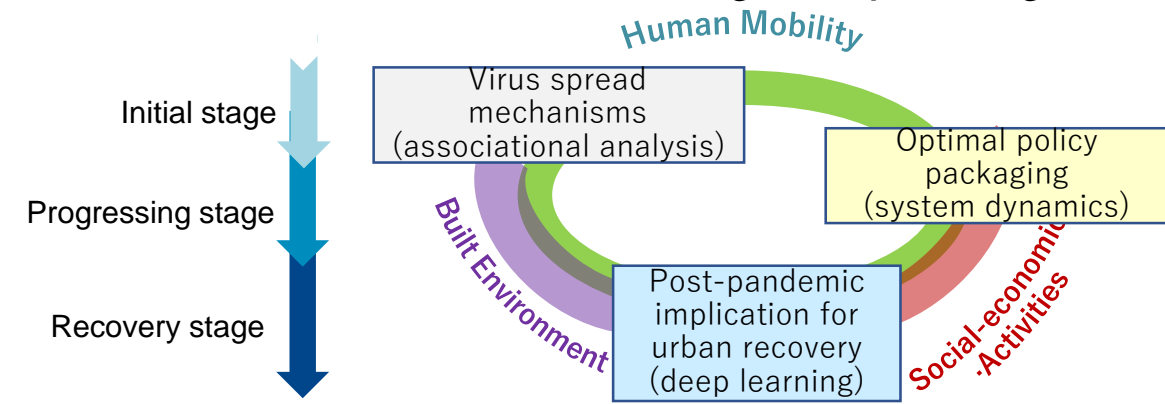 Human Mobility
Initial stage
Virus spread
mechanisms
(associational analysis)
Optimal policy
packaging
(system dynamics)
Progressing stage
Built Environment
Social-economic
·Activities
Post-pandemic
implication for
urban recovery
(deep learning)
Recovery stage